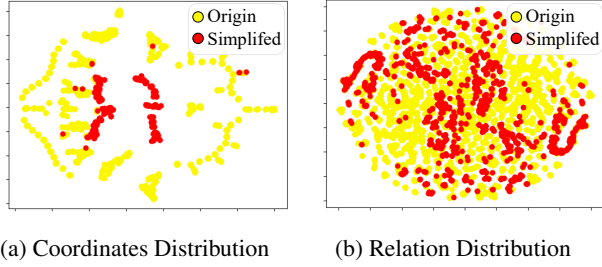 Origin
Simplifed
Origin
Simplifed
(a) Coordinates Distribution
(b) Relation Distribution